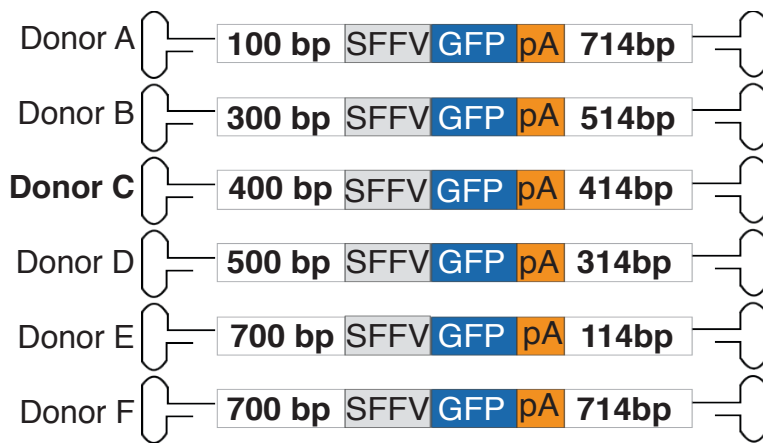 Donor A 100 bp SFFV GFP pA 714bp
Donor B 300 bp SFFV GFP pA 514bp
Donor C 400 bp SFFV GFP pA 414bp
Donor D 500 bp SFFV GFP pA 314bp
Donor E 700 bp SFFV GFP pA 114bp
Donor F 700 bp SFFV GFP pA 714bp